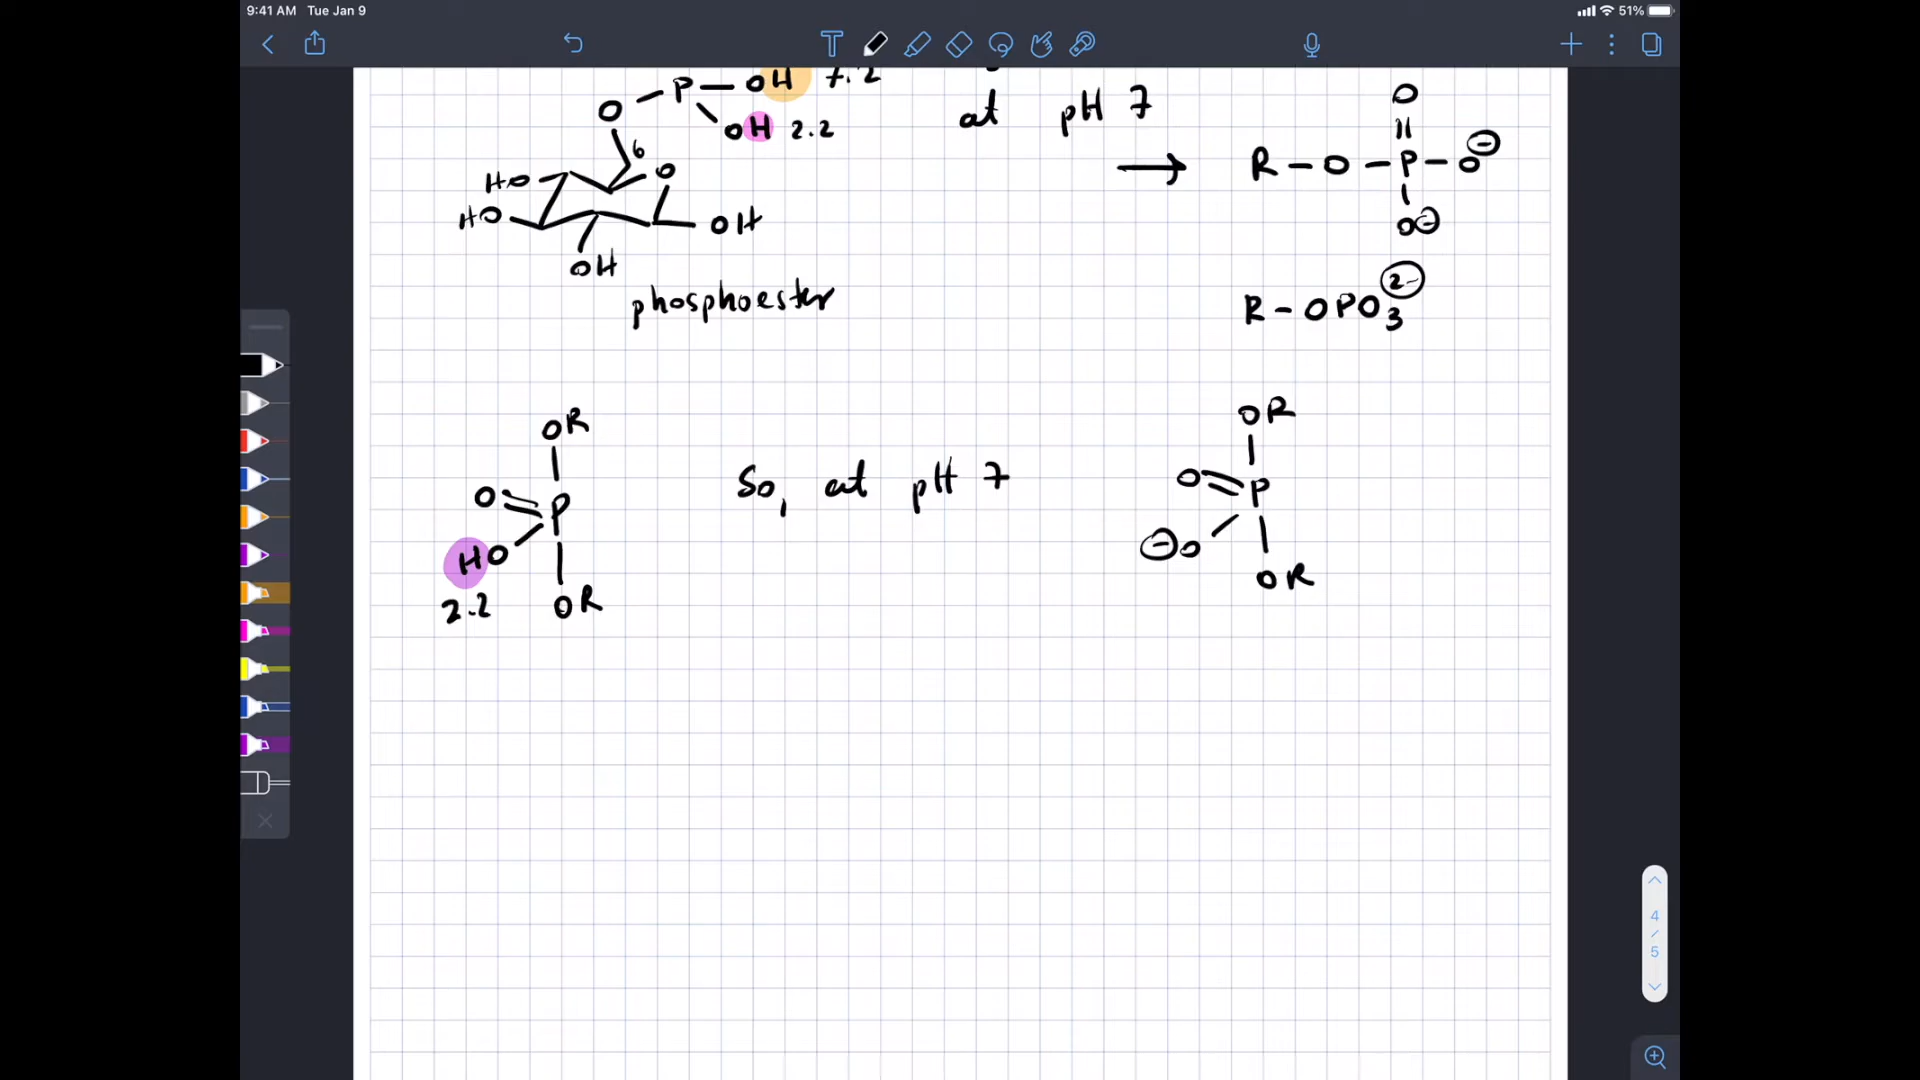 9:41 AM Tue Jan 9
51%
O — P — OH 7.2
OH 2.2
at pH 7
6
HO
O
HO
OH
OH
phosphoester
→ R – O – P – O⊖
O
O⊖
R – OPO₃ ²⁻
OR
O P
HO
2.2
OR
So, at pH 7
OR
O P
⊖O
OR
4
/
5